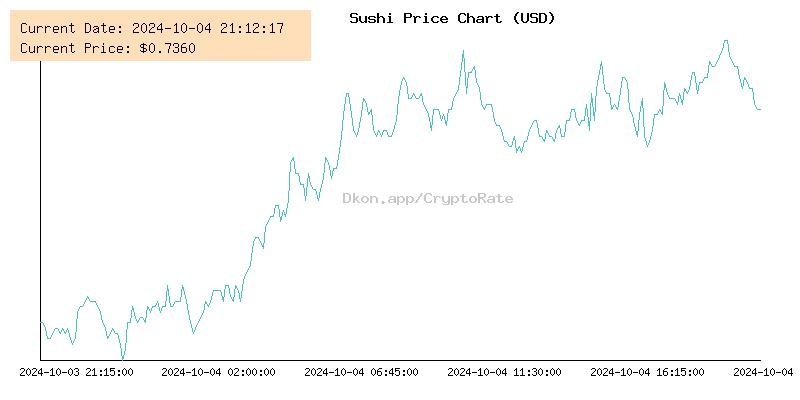 Sushi Price Chart (USD)
Current Date: 2024-10-04 21:12:17
Current Price: $0.7360
Dkon.app/CryptoRate
2024-10-03 21:15:00 2024-10-04 02:00:00 2024-10-04 06:45:00 2024-10-04 11:30:00 2024-10-04 16:15:00 2024-10-04